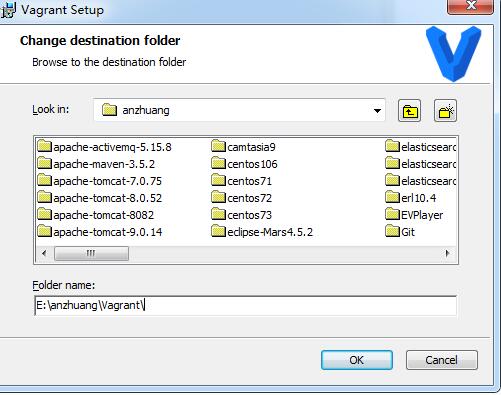 Vagrant Setup
Change destination folder
Browse to the destination folder
Look in:
anzhuang
apache-activemq-5.15.8
apache-maven-3.5.2
apache-tomcat-7.0.75
apache-tomcat-8.0.52
apache-tomcat-8082
apache-tomcat-9.0.14
camtasia9
centos106
centos71
centos72
centos73
eclipse-Mars4.5.2
elasticsearc
elasticsearc
elasticsearc
erl10.4
EVPlayer
Git
Folder name:
E:\anzhuang\Vagrant\
OK
Cancel